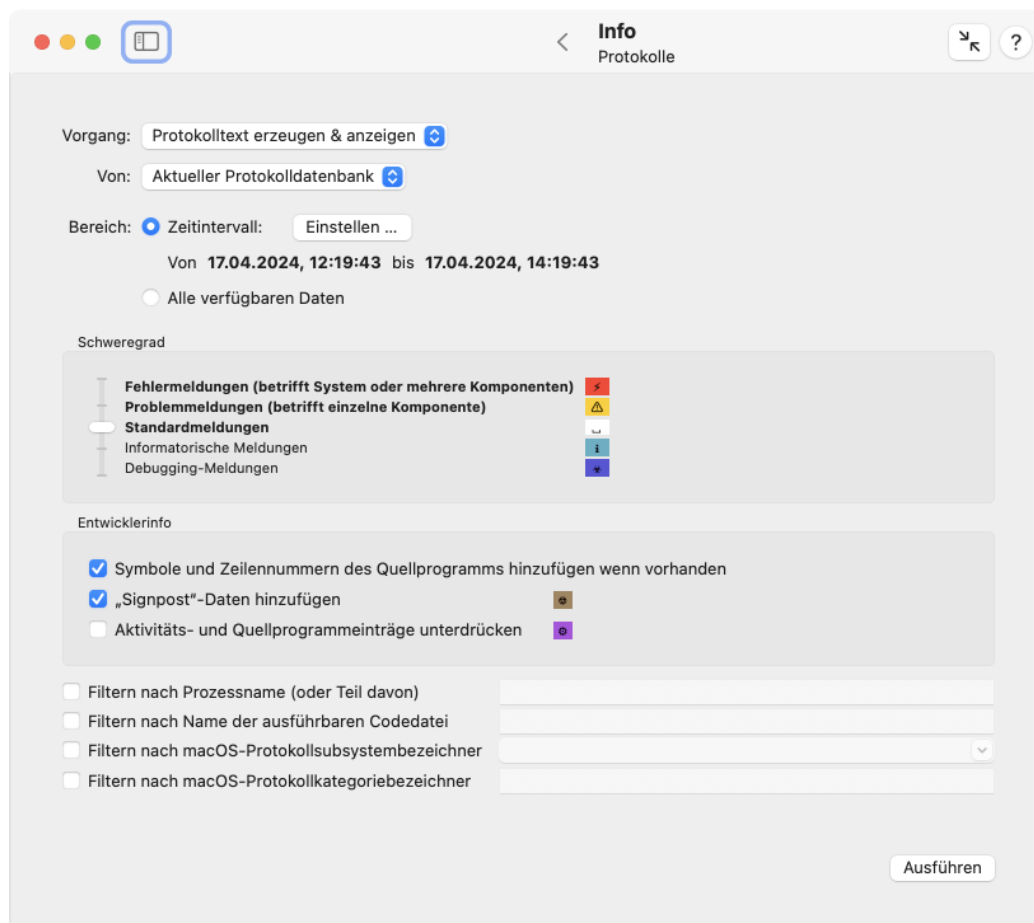 Info
Protokolle
?
Vorgang: Protokolltext erzeugen & anzeigen
Von: Aktueller Protokolldatenbank
Bereich: Zeitintervall: Einstellen ...
Von 17.04.2024, 12:19:43 bis 17.04.2024, 14:19:43
Alle verfügbaren Daten
Schweregrad
Fehlermeldungen (betrifft System oder mehrere Komponenten)
Problemmeldungen (betrifft einzelne Komponente)
Standardmeldungen
Informatorische Meldungen
Debugging-Meldungen
Entwicklerinfo
Symbole und Zeilennummern des Quellprogramms hinzufügen wenn vorhanden
„Signpost"-Daten hinzufügen
Aktivitäts- und Quellprogrammeinträge unterdrücken
Filtern nach Prozessname (oder Teil davon)
Filtern nach Name der ausführbaren Codedatei
Filtern nach macOS-Protokollsubsystembezeichner
Filtern nach macOS-Protokollkategoriebezeichner
Ausführen